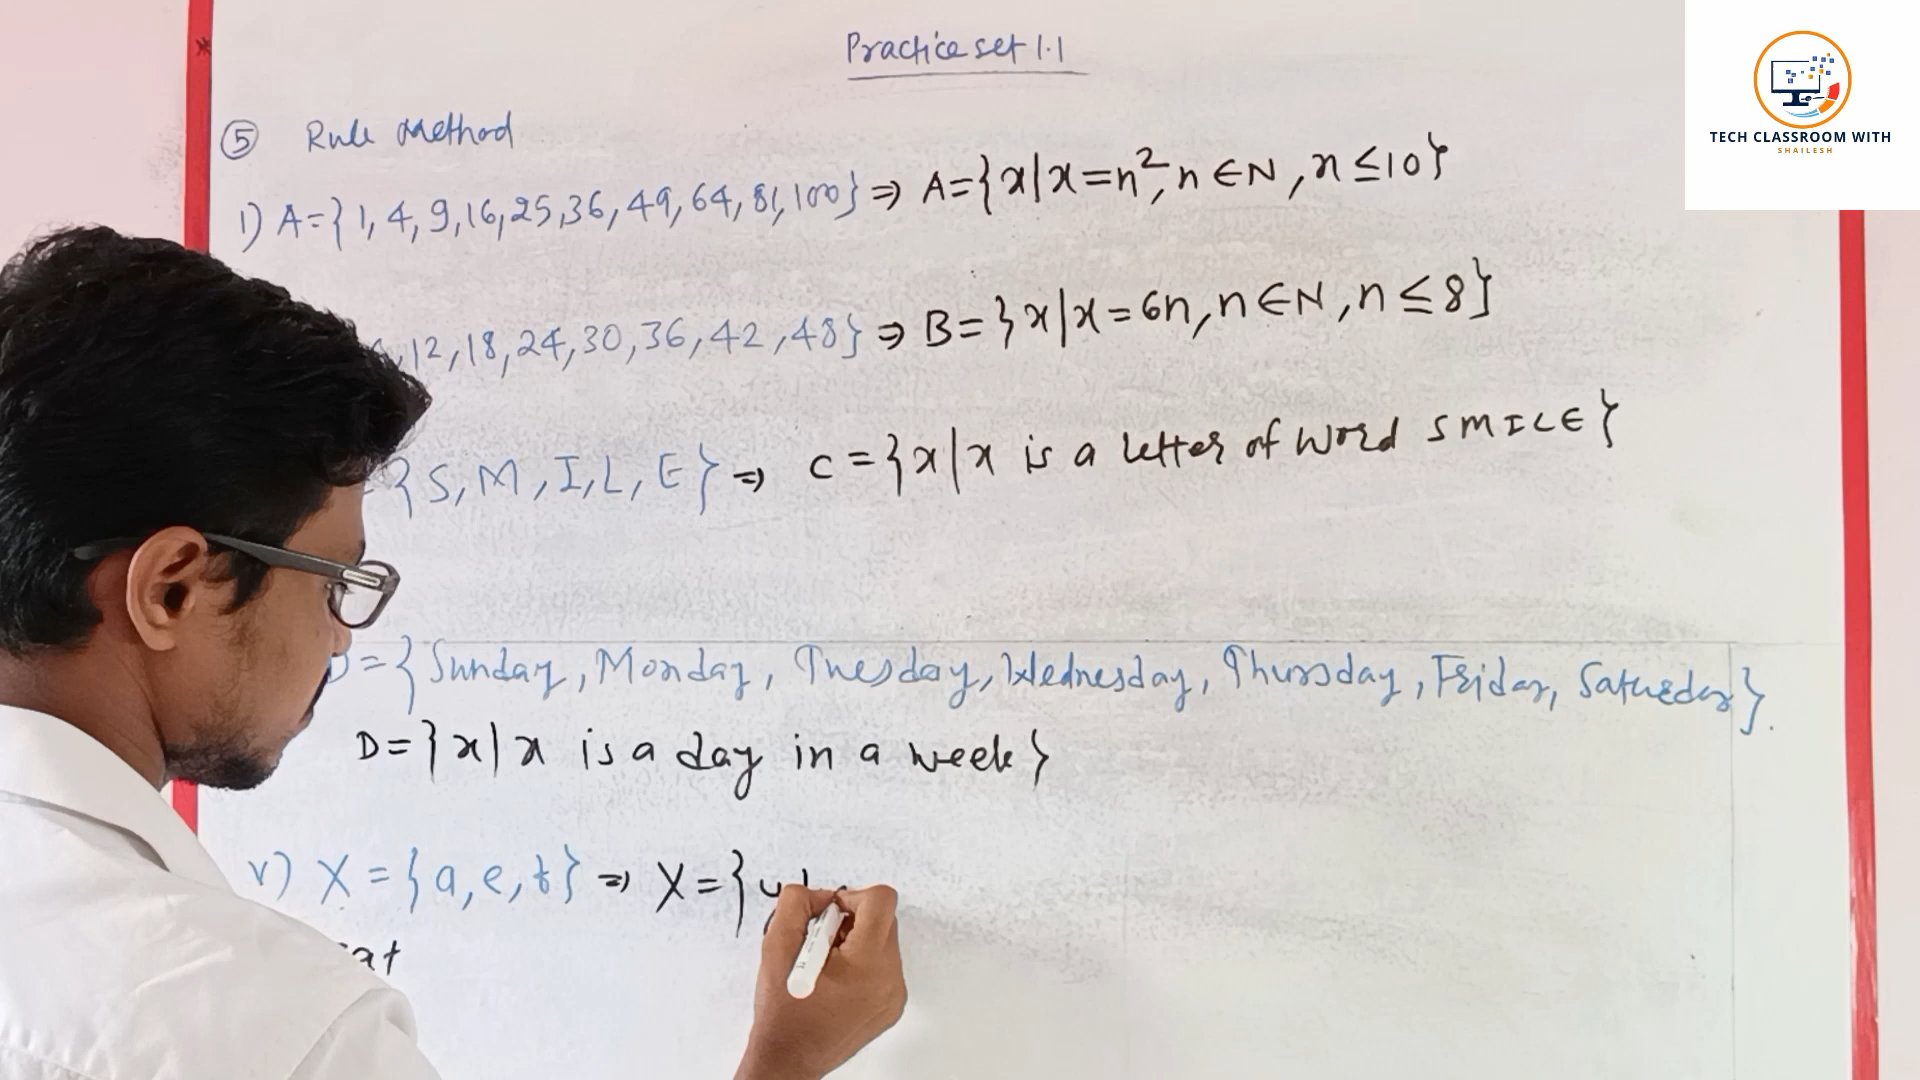 Practice set 1.1
TECH CLASSROOM WITH
SHAILESH
⑤ Rule Method
1) A={1, 4, 9, 16, 25, 36, 49, 64, 81, 100} ⇒ A={x|x=n², n ∈ N, n ≤ 10}
12, 18, 24, 30, 36, 42, 48} ⇒ B={x|x=6n, n ∈ N, n ≤ 8}
{S, M, I, L, E} ⇒ C={x|x is a letter of word SMILE}
D={Sunday, Monday, Tuesday, Wednesday, Thursday, Friday, Saturday}.
D={x|x is a day in a week}
v) X={a, e, t} ⇒ X={y|
at